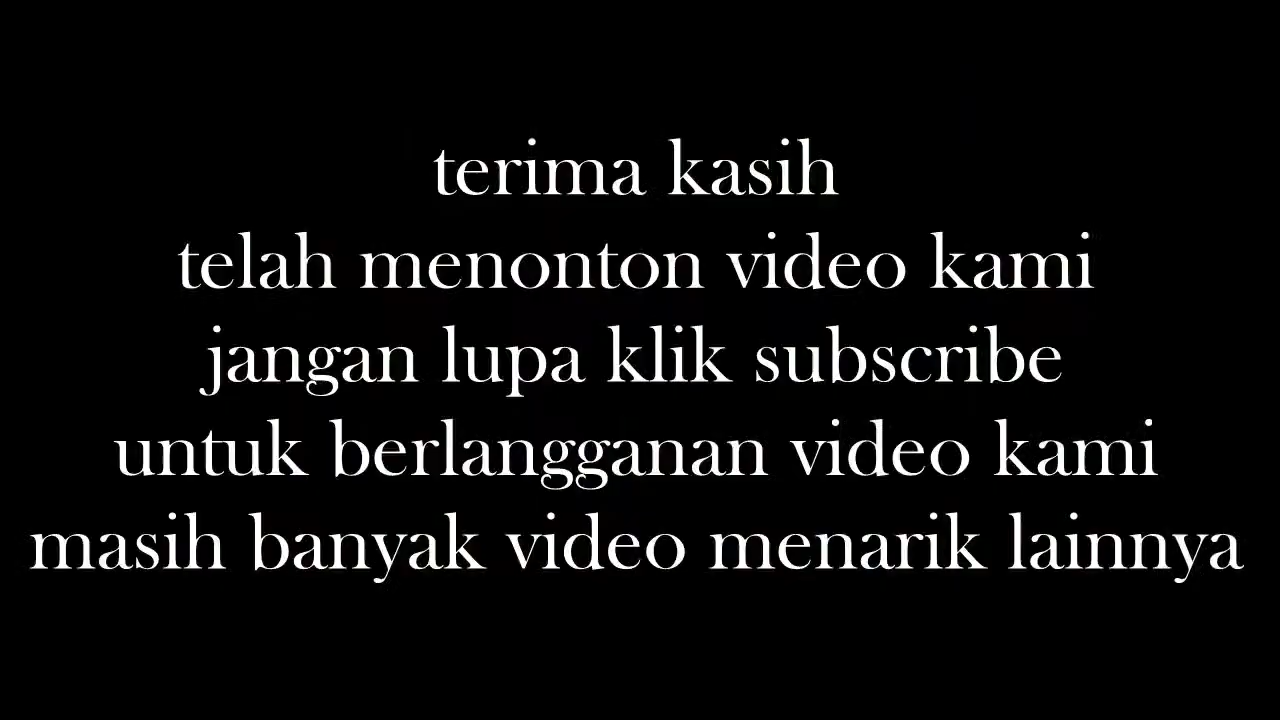 terima kasih
telah menonton video kami
jangan lupa klik subscribe
untuk berlangganan video kami
masih banyak video menarik lainnya